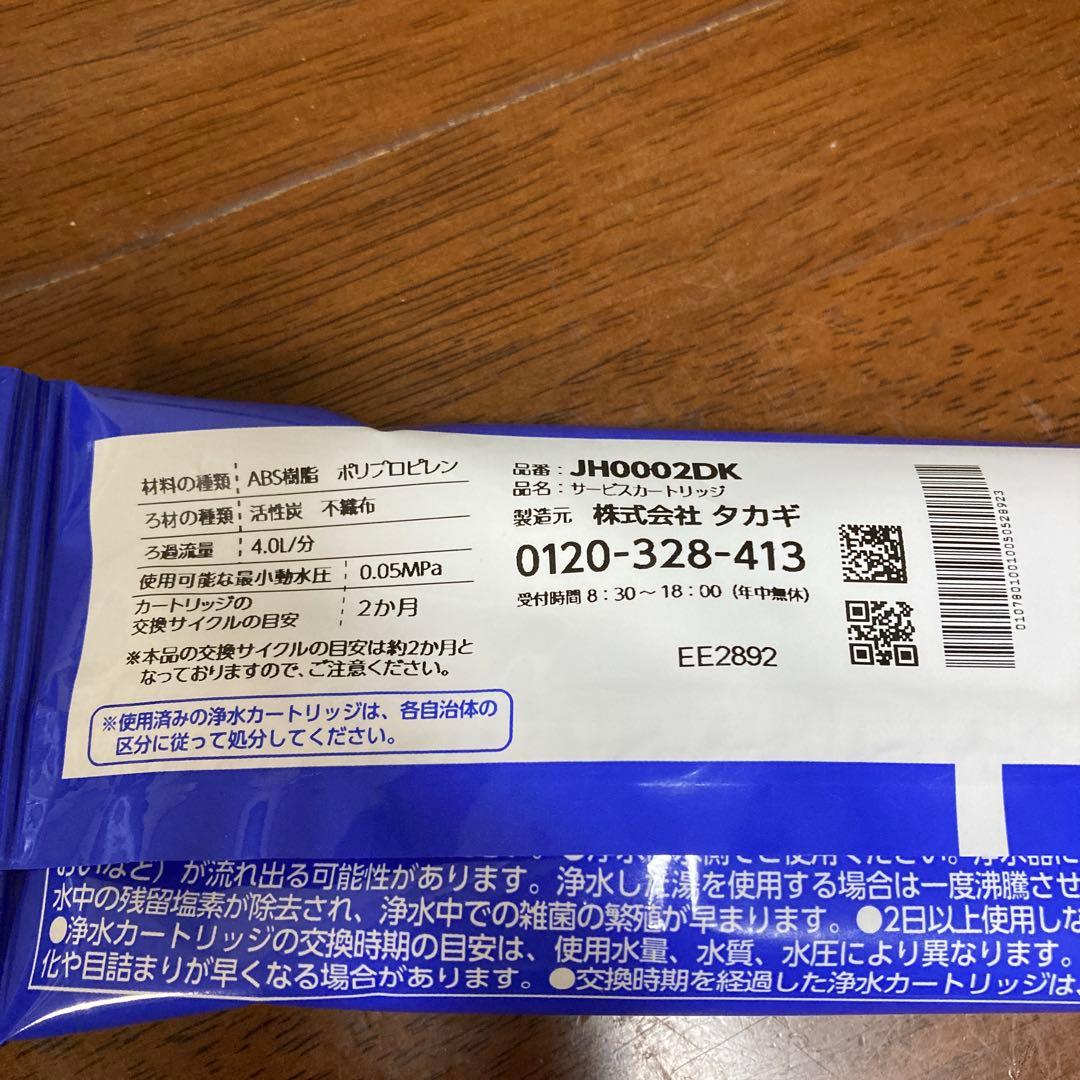 材料の種類 ABS樹脂 ポリプロピレン
ろ材の種類 活性炭 不織布
ろ過流量 4.0L/分
使用可能な最小動水圧 0.05MPa
カートリッジの
交換サイクルの目安 2か月
※本品の交換サイクルの目安は約2か月と
なっておりますので、ご注意ください。
※使用済みの浄水カートリッジは、各自治体の
区分に従って処分してください。
品番：JH0002DK
品名：サービスカートリッジ
製造元 株式会社 タカギ
0120-328-413
受付時間 8：30～18：00（年中無休）
EE2892
01078010010050528923
が流れ出る可能性があります。浄水した湯を使用する場合は一度沸騰させ
水中の残留塩素が除去され、浄水中での雑菌の繁殖が早まります。●2日以上使用しな
●浄水カートリッジの交換時期の目安は、使用水量、水質、水圧により異なります。
化や目詰まりが早くなる場合があります。●交換時期を経過した浄水カートリッジは、